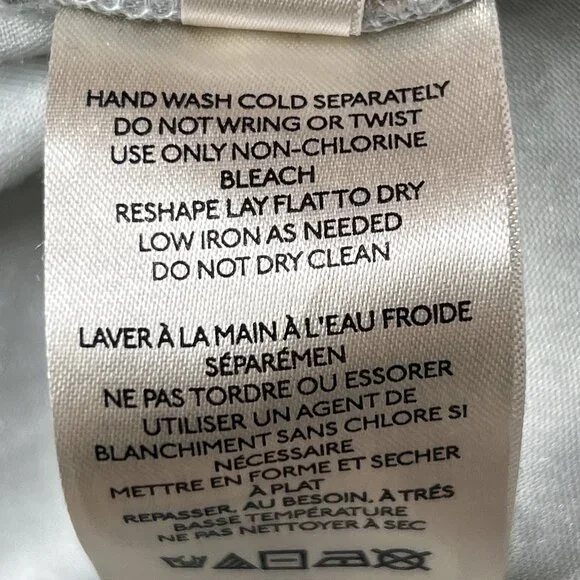 HAND WASH COLD SEPARATELY
DO NOT WRING OR TWIST
USE ONLY NON-CHLORINE
BLEACH
RESHAPE LAY FLAT TO DRY
LOW IRON AS NEEDED
DO NOT DRY CLEAN
LAVER À LA MAIN À L'EAU FROIDE
SÉPARÉMEN
NE PAS TORDRE OU ESSORER
UTILISER UN AGENT DE
BLANCHIMENT SANS CHLORE SI
NÉCESSAIRE
METTRE EN FORME ET SECHER
À PLAT
REPASSER, AU BESOIN, À TRÉS
BASSE TEMPÉRATURE
NE PAS NETTOYER À SEC